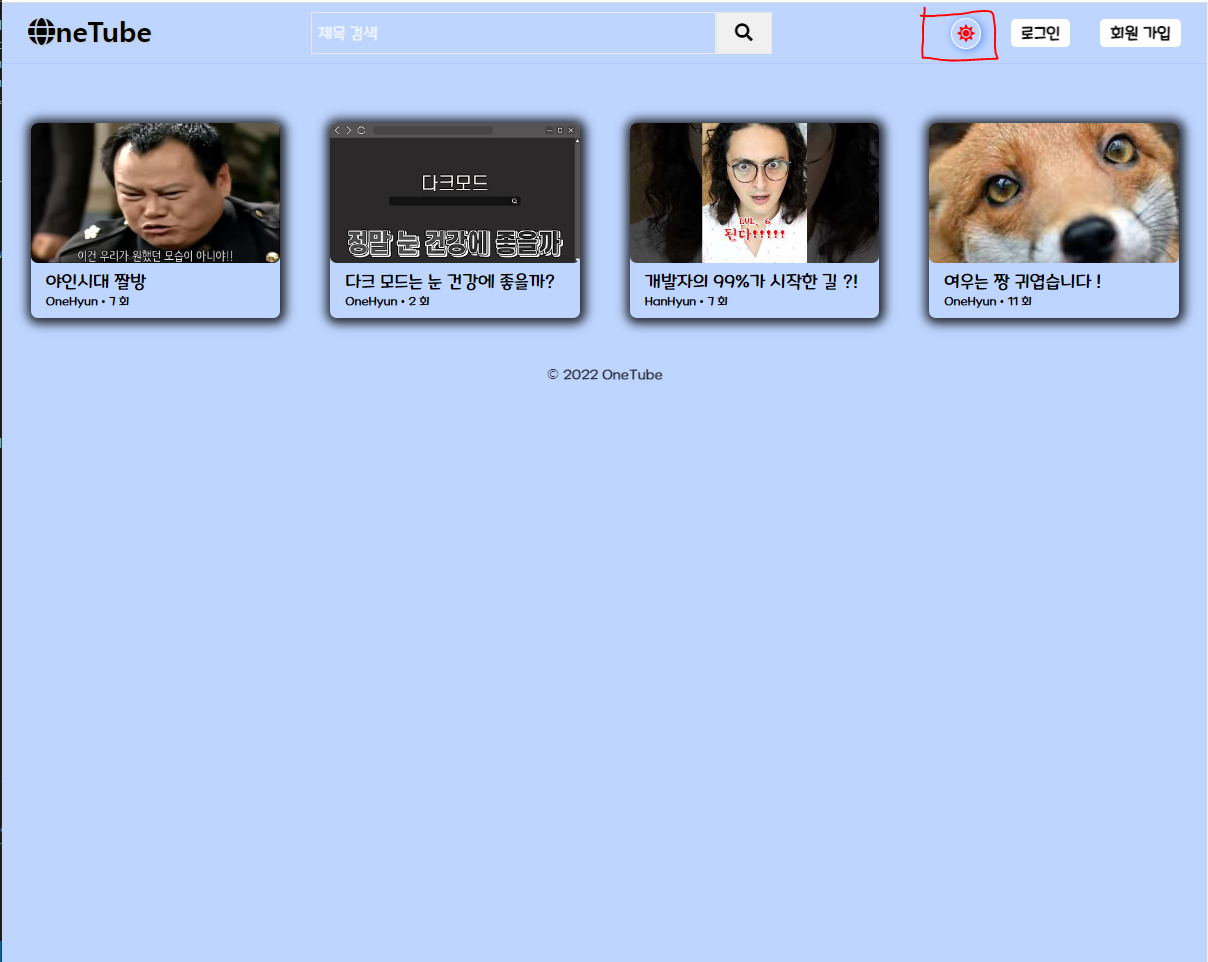 neTube
제목 검색
로그인
회원 가입
이건 우리가 원했던 모습이 아니야!!
야인시대 짤방
OneHyun • 7 회
다크모드
정말 눈 건강에 좋을까
다크 모드는 눈 건강에 좋을까?
OneHyun • 2 회
LVL. 6
된다!!!!!
개발자의 99%가 시작한 길 ?!
HanHyun • 7 회
여우는 짱 귀엽습니다 !
OneHyun • 11 회
© 2022 OneTube